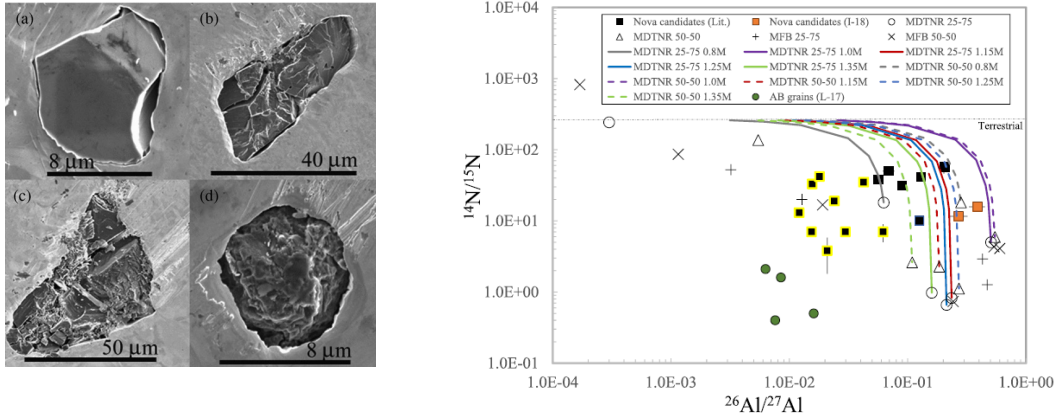 (a)
8 μm
(b)
40 μm
(c)
50 μm
(d)
8 μm
Nova candidates (Lit.) Nova candidates (I-18) MDTNR 25-75
MDTNR 50-50 MFB 25-75 MFB 50-50
MDTNR 25-75 0.8M MDTNR 25-75 1.0M MDTNR 25-75 1.15M
MDTNR 25-75 1.25M MDTNR 25-75 1.35M MDTNR 50-50 0.8M
MDTNR 50-50 1.0M MDTNR 50-50 1.15M MDTNR 50-50 1.25M
MDTNR 50-50 1.35M AB grains (L-17)
Terrestrial
1.0E+04
1.0E+03
1.0E+02
1.0E+01
1.0E+00
1.0E-01
¹⁴N/¹⁵N
1.0E-04 1.0E-03 1.0E-02 1.0E-01 1.0E+00
²⁶Al/²⁷Al